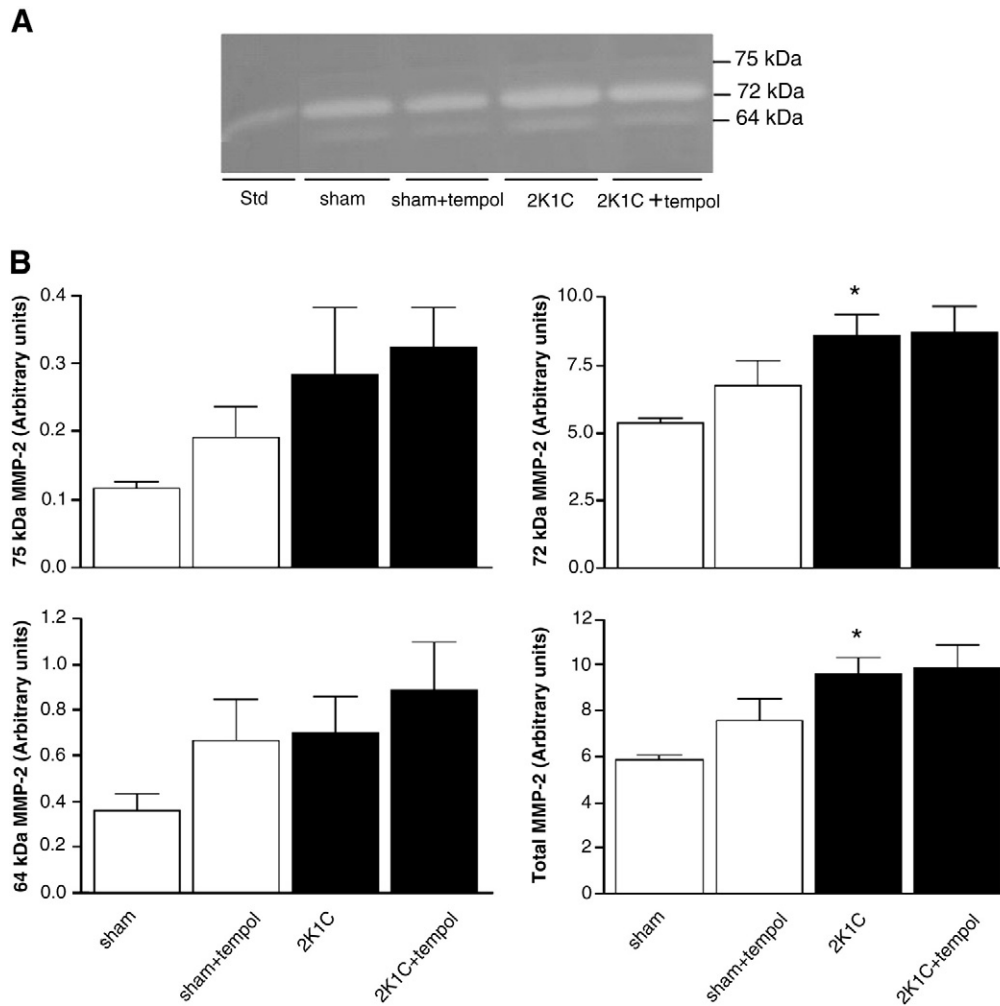 A
75 kDa
72 kDa
64 kDa
Std sham sham+tempol 2K1C 2K1C +tempol
B
75 kDa MMP-2 (Arbitrary units)
0.4
0.3
0.2
0.1
0.0
72 kDa MMP-2 (Arbitrary units)
10.0
7.5
5.0
2.5
0.0
*
64 kDa MMP-2 (Arbitrary units)
1.2
1.0
0.8
0.6
0.4
0.2
0.0
sham
sham+tempol
2K1C
2K1C+tempol
Total MMP-2 (Arbitrary units)
12
10
8
6
4
2
0
*
sham
sham+tempol
2K1C
2K1C+tempol